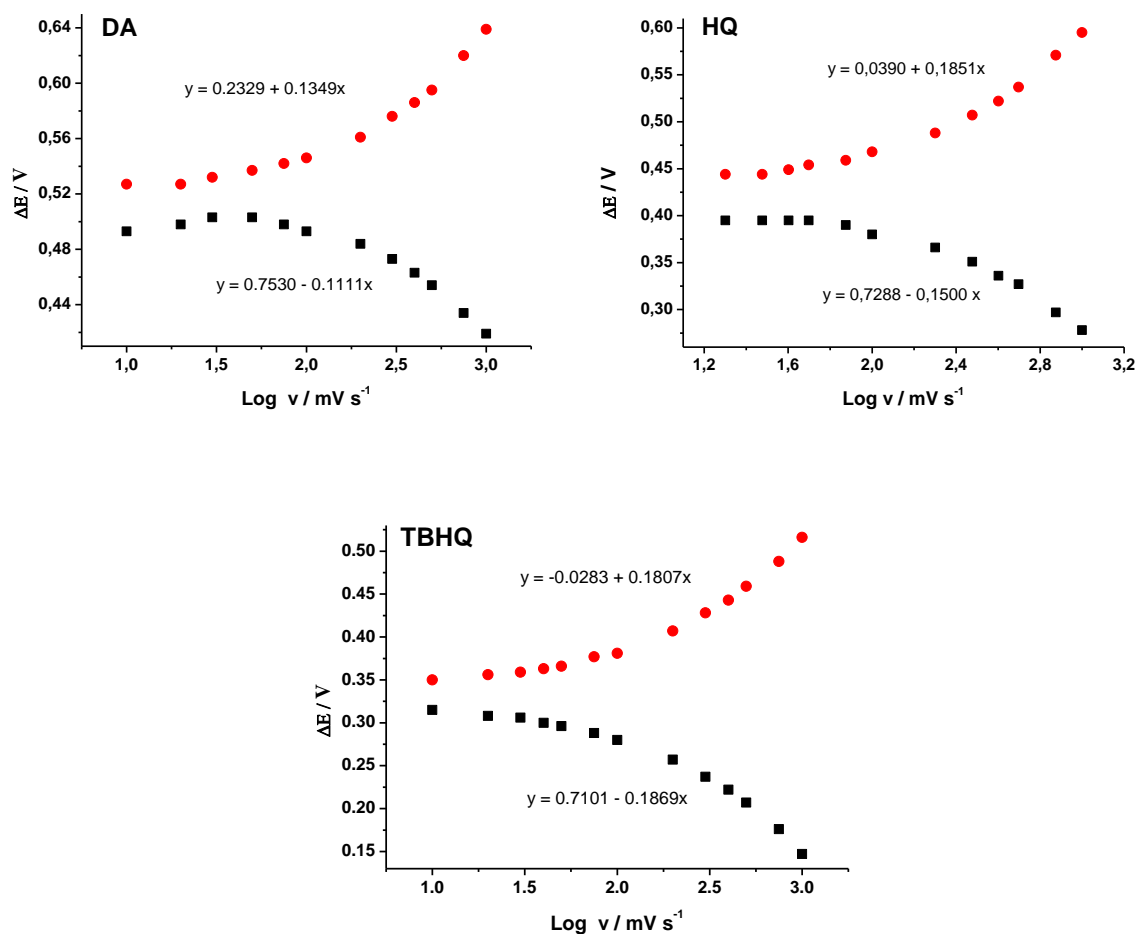 DA
y = 0.2329 + 0.1349x
y = 0.7530 - 0.1111x
ΔE / V
0,64
0,60
0,56
0,52
0,48
0,44
1,0 1,5 2,0 2,5 3,0
Log v / mV s⁻¹
HQ
y = 0,0390 + 0,1851x
y = 0,7288 - 0,1500 x
ΔE / V
0,60
0,55
0,50
0,45
0,40
0,35
0,30
1,2 1,6 2,0 2,4 2,8 3,2
Log v / mV s⁻¹
TBHQ
y = -0.0283 + 0.1807x
y = 0.7101 - 0.1869x
ΔE / V
0.50
0.45
0.40
0.35
0.30
0.25
0.20
0.15
1.0 1.5 2.0 2.5 3.0
Log v / mV s⁻¹